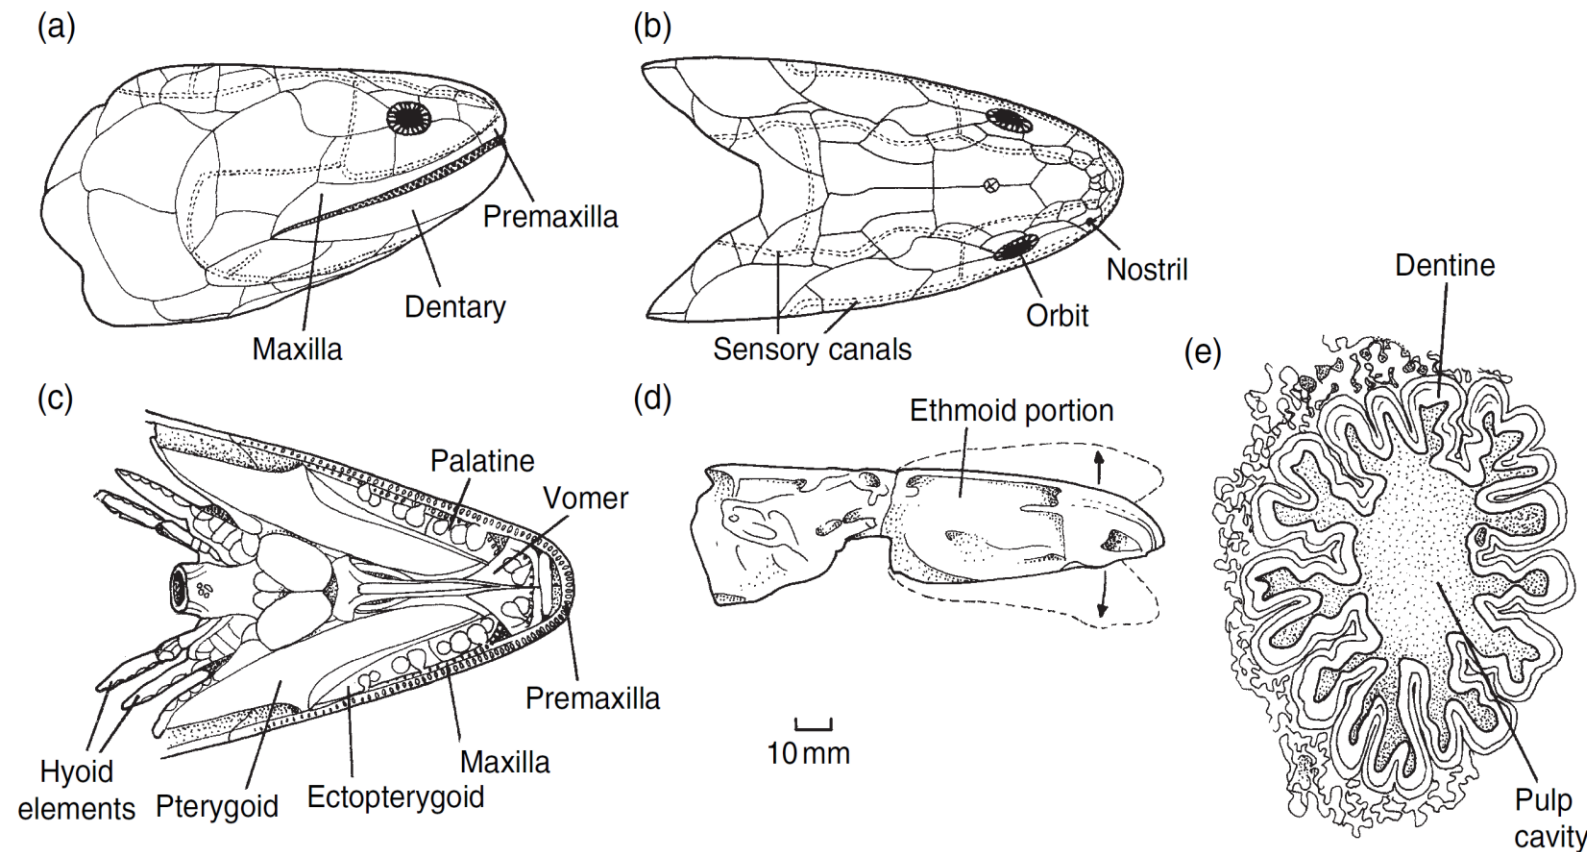 (a)
Premaxilla
Dentary
Maxilla
(b)
Nostril
Orbit
Sensory canals
(c)
Palatine
Vomer
Premaxilla
Maxilla
Ectopterygoid
Pterygoid
Hyoid
elements
(d)
Ethmoid portion
10 mm
(e)
Dentine
Pulp
cavity